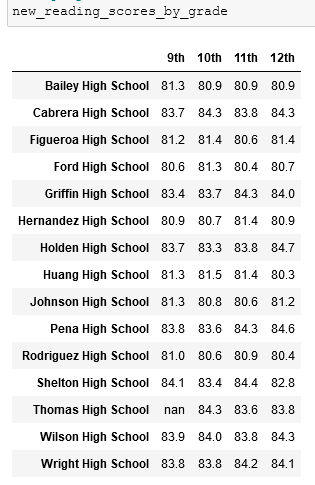 new_reading_scores_by_grade
9th 10th 11th 12th
Bailey High School 81.3 80.9 80.9 80.9
Cabrera High School 83.7 84.3 83.8 84.3
Figueroa High School 81.2 81.4 80.6 81.4
Ford High School 80.6 81.3 80.4 80.7
Griffin High School 83.4 83.7 84.3 84.0
Hernandez High School 80.9 80.7 81.4 80.9
Holden High School 83.7 83.3 83.8 84.7
Huang High School 81.3 81.5 81.4 80.3
Johnson High School 81.3 80.8 80.6 81.2
Pena High School 83.8 83.6 84.3 84.6
Rodriguez High School 81.0 80.6 80.9 80.4
Shelton High School 84.1 83.4 84.4 82.8
Thomas High School nan 84.3 83.6 83.8
Wilson High School 83.9 84.0 83.8 84.3
Wright High School 83.8 83.8 84.2 84.1